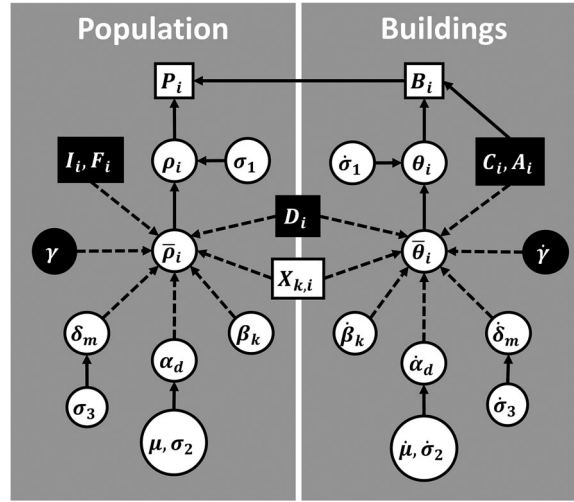 Population Buildings
P_i B_i
I_i, F_i ρ_i σ_1 σ̇_1 θ_i C_i, A_i
D_i
γ ρ̄_i θ̄_i γ̇
X_{k,i}
δ_m β_k β̇_k δ̇_m
α_d α̇_d
σ_3 σ̇_3
μ, σ_2 μ̇, σ̇_2